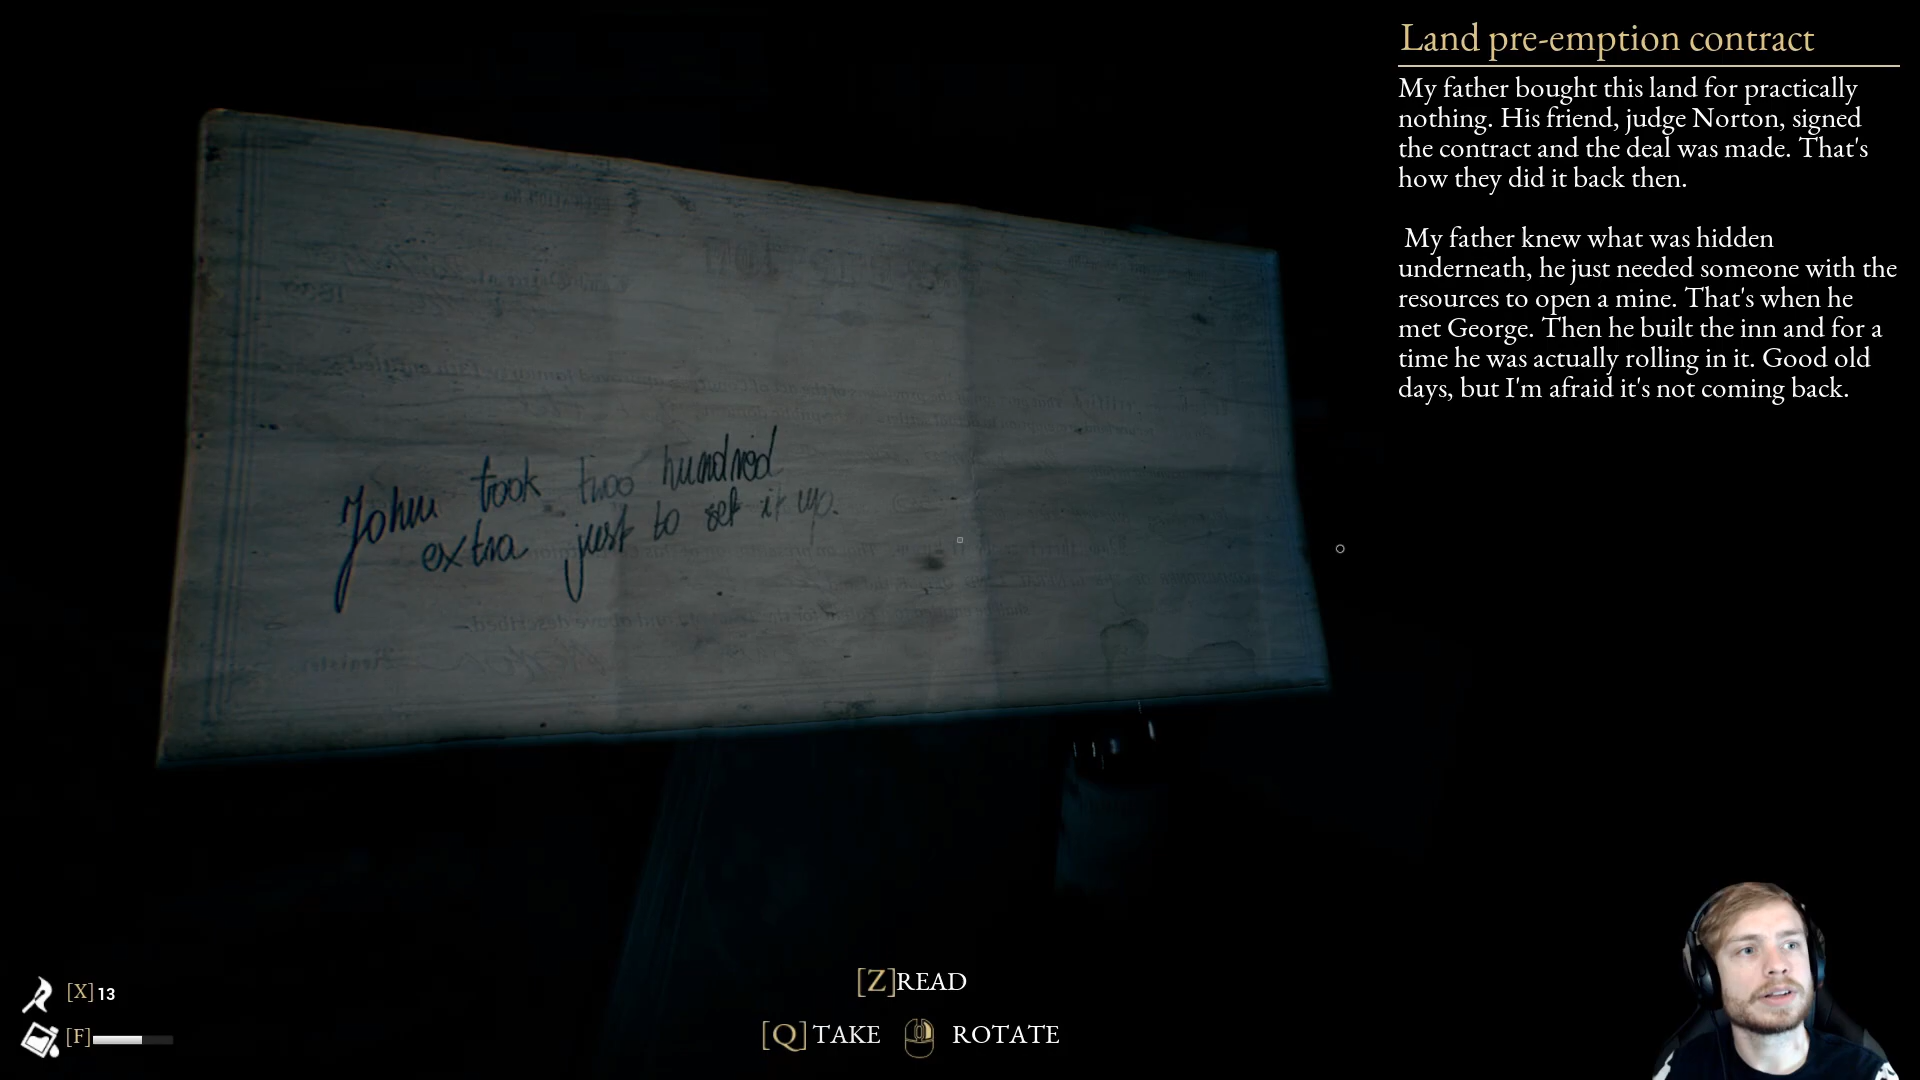 Land pre-emption contract
My father bought this land for practically
nothing. His friend, judge Norton, signed
the contract and the deal was made. That's
how they did it back then.
My father knew what was hidden
underneath, he just needed someone with the
resources to open a mine. That's when he
met George. Then he built the inn and for a
time he was actually rolling in it. Good old
days, but I'm afraid it's not coming back.
John took two hundred
extra just to set it up.
[Z]READ
[Q]TAKE ROTATE
[X] 13
[F]